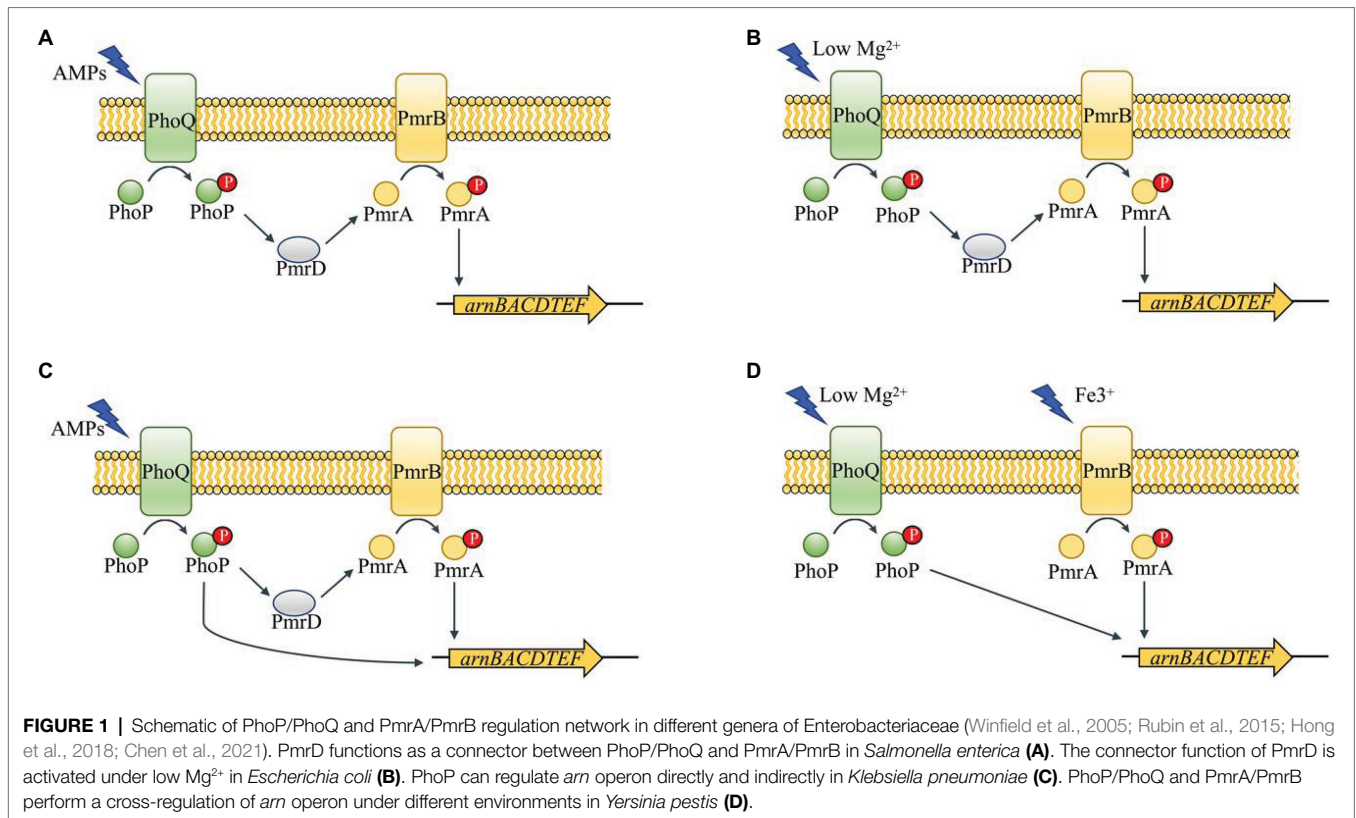 A
AMPs
PhoQ
PmrB
PhoP
P
PhoP
PmrA
P
PmrA
PmrD
arnBACDTEF
B
Low Mg²⁺
PhoQ
PmrB
PhoP
P
PhoP
PmrA
P
PmrA
PmrD
arnBACDTEF
C
AMPs
PhoQ
PmrB
PhoP
P
PhoP
PmrA
P
PmrA
PmrD
arnBACDTEF
D
Low Mg²⁺
Fe3⁺
PhoQ
PmrB
PhoP
P
PhoP
PmrA
P
PmrA
arnBACDTEF
FIGURE 1 | Schematic of PhoP/PhoQ and PmrA/PmrB regulation network in different genera of Enterobacteriaceae (Winfield et al., 2005; Rubin et al., 2015; Hong
et al., 2018; Chen et al., 2021). PmrD functions as a connector between PhoP/PhoQ and PmrA/PmrB in Salmonella enterica (A). The connector function of PmrD is
activated under low Mg²⁺ in Escherichia coli (B). PhoP can regulate arn operon directly and indirectly in Klebsiella pneumoniae (C). PhoP/PhoQ and PmrA/PmrB
perform a cross-regulation of arn operon under different environments in Yersinia pestis (D).